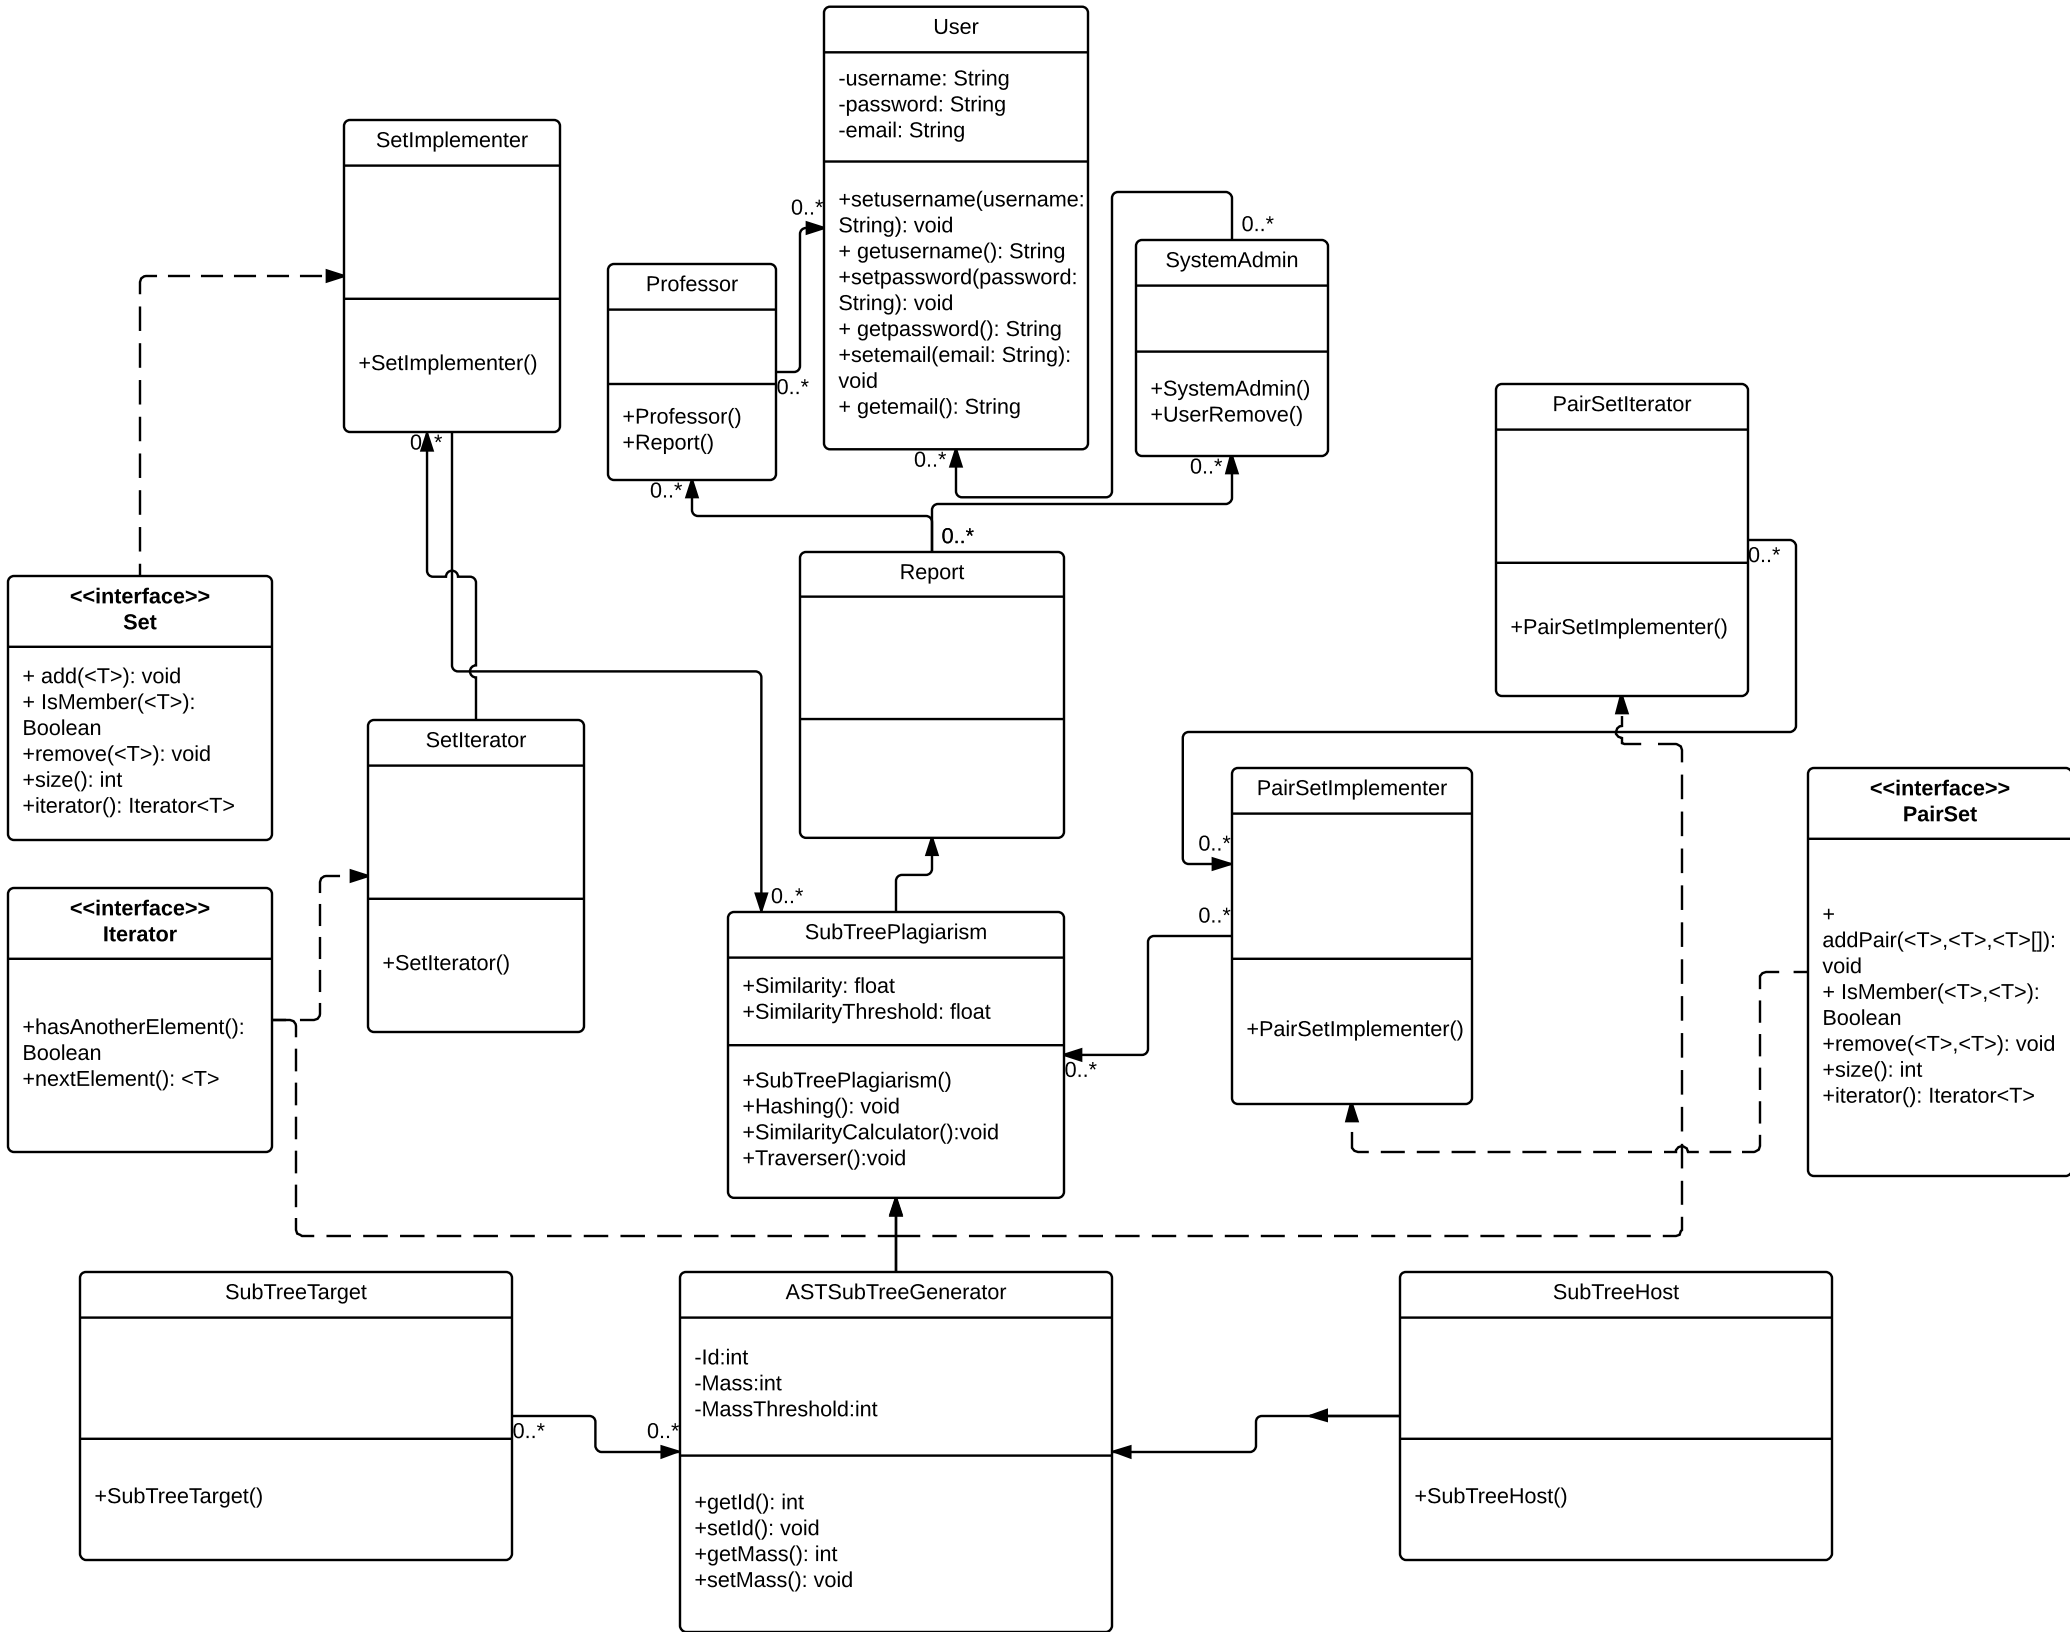 User
-username: String
-password: String
-email: String
+setusername(username:
String): void
+ getusername(): String
+setpassword(password:
String): void
+ getpassword(): String
+setemail(email: String):
void
+ getemail(): String
0..*
0..*
SetImplementer
+SetImplementer()
0..*
Professor
+Professor()
+Report()
0..*
0..*
SystemAdmin
+SystemAdmin()
+UserRemove()
0..*
0..*
PairSetIterator
+PairSetImplementer()
0..*
Report
0..*
<<interface>>
Set
+ add(<T>): void
+ IsMember(<T>):
Boolean
+remove(<T>): void
+size(): int
+iterator(): Iterator<T>
SetIterator
+SetIterator()
PairSetImplementer
+PairSetImplementer()
0..*
0..*
<<interface>>
PairSet
+
addPair(<T>,<T>,<T>[]):
void
+ IsMember(<T>,<T>):
Boolean
+remove(<T>,<T>): void
+size(): int
+iterator(): Iterator<T>
<<interface>>
Iterator
+hasAnotherElement():
Boolean
+nextElement(): <T>
0..*
SubTreePlagiarism
+Similarity: float
+SimilarityThreshold: float
+SubTreePlagiarism()
+Hashing(): void
+SimilarityCalculator():void
+Traverser():void
0..*
SubTreeTarget
+SubTreeTarget()
0..*
0..*
ASTSubTreeGenerator
-Id:int
-Mass:int
-MassThreshold:int
+getId(): int
+setId(): void
+getMass(): int
+setMass(): void
SubTreeHost
+SubTreeHost()